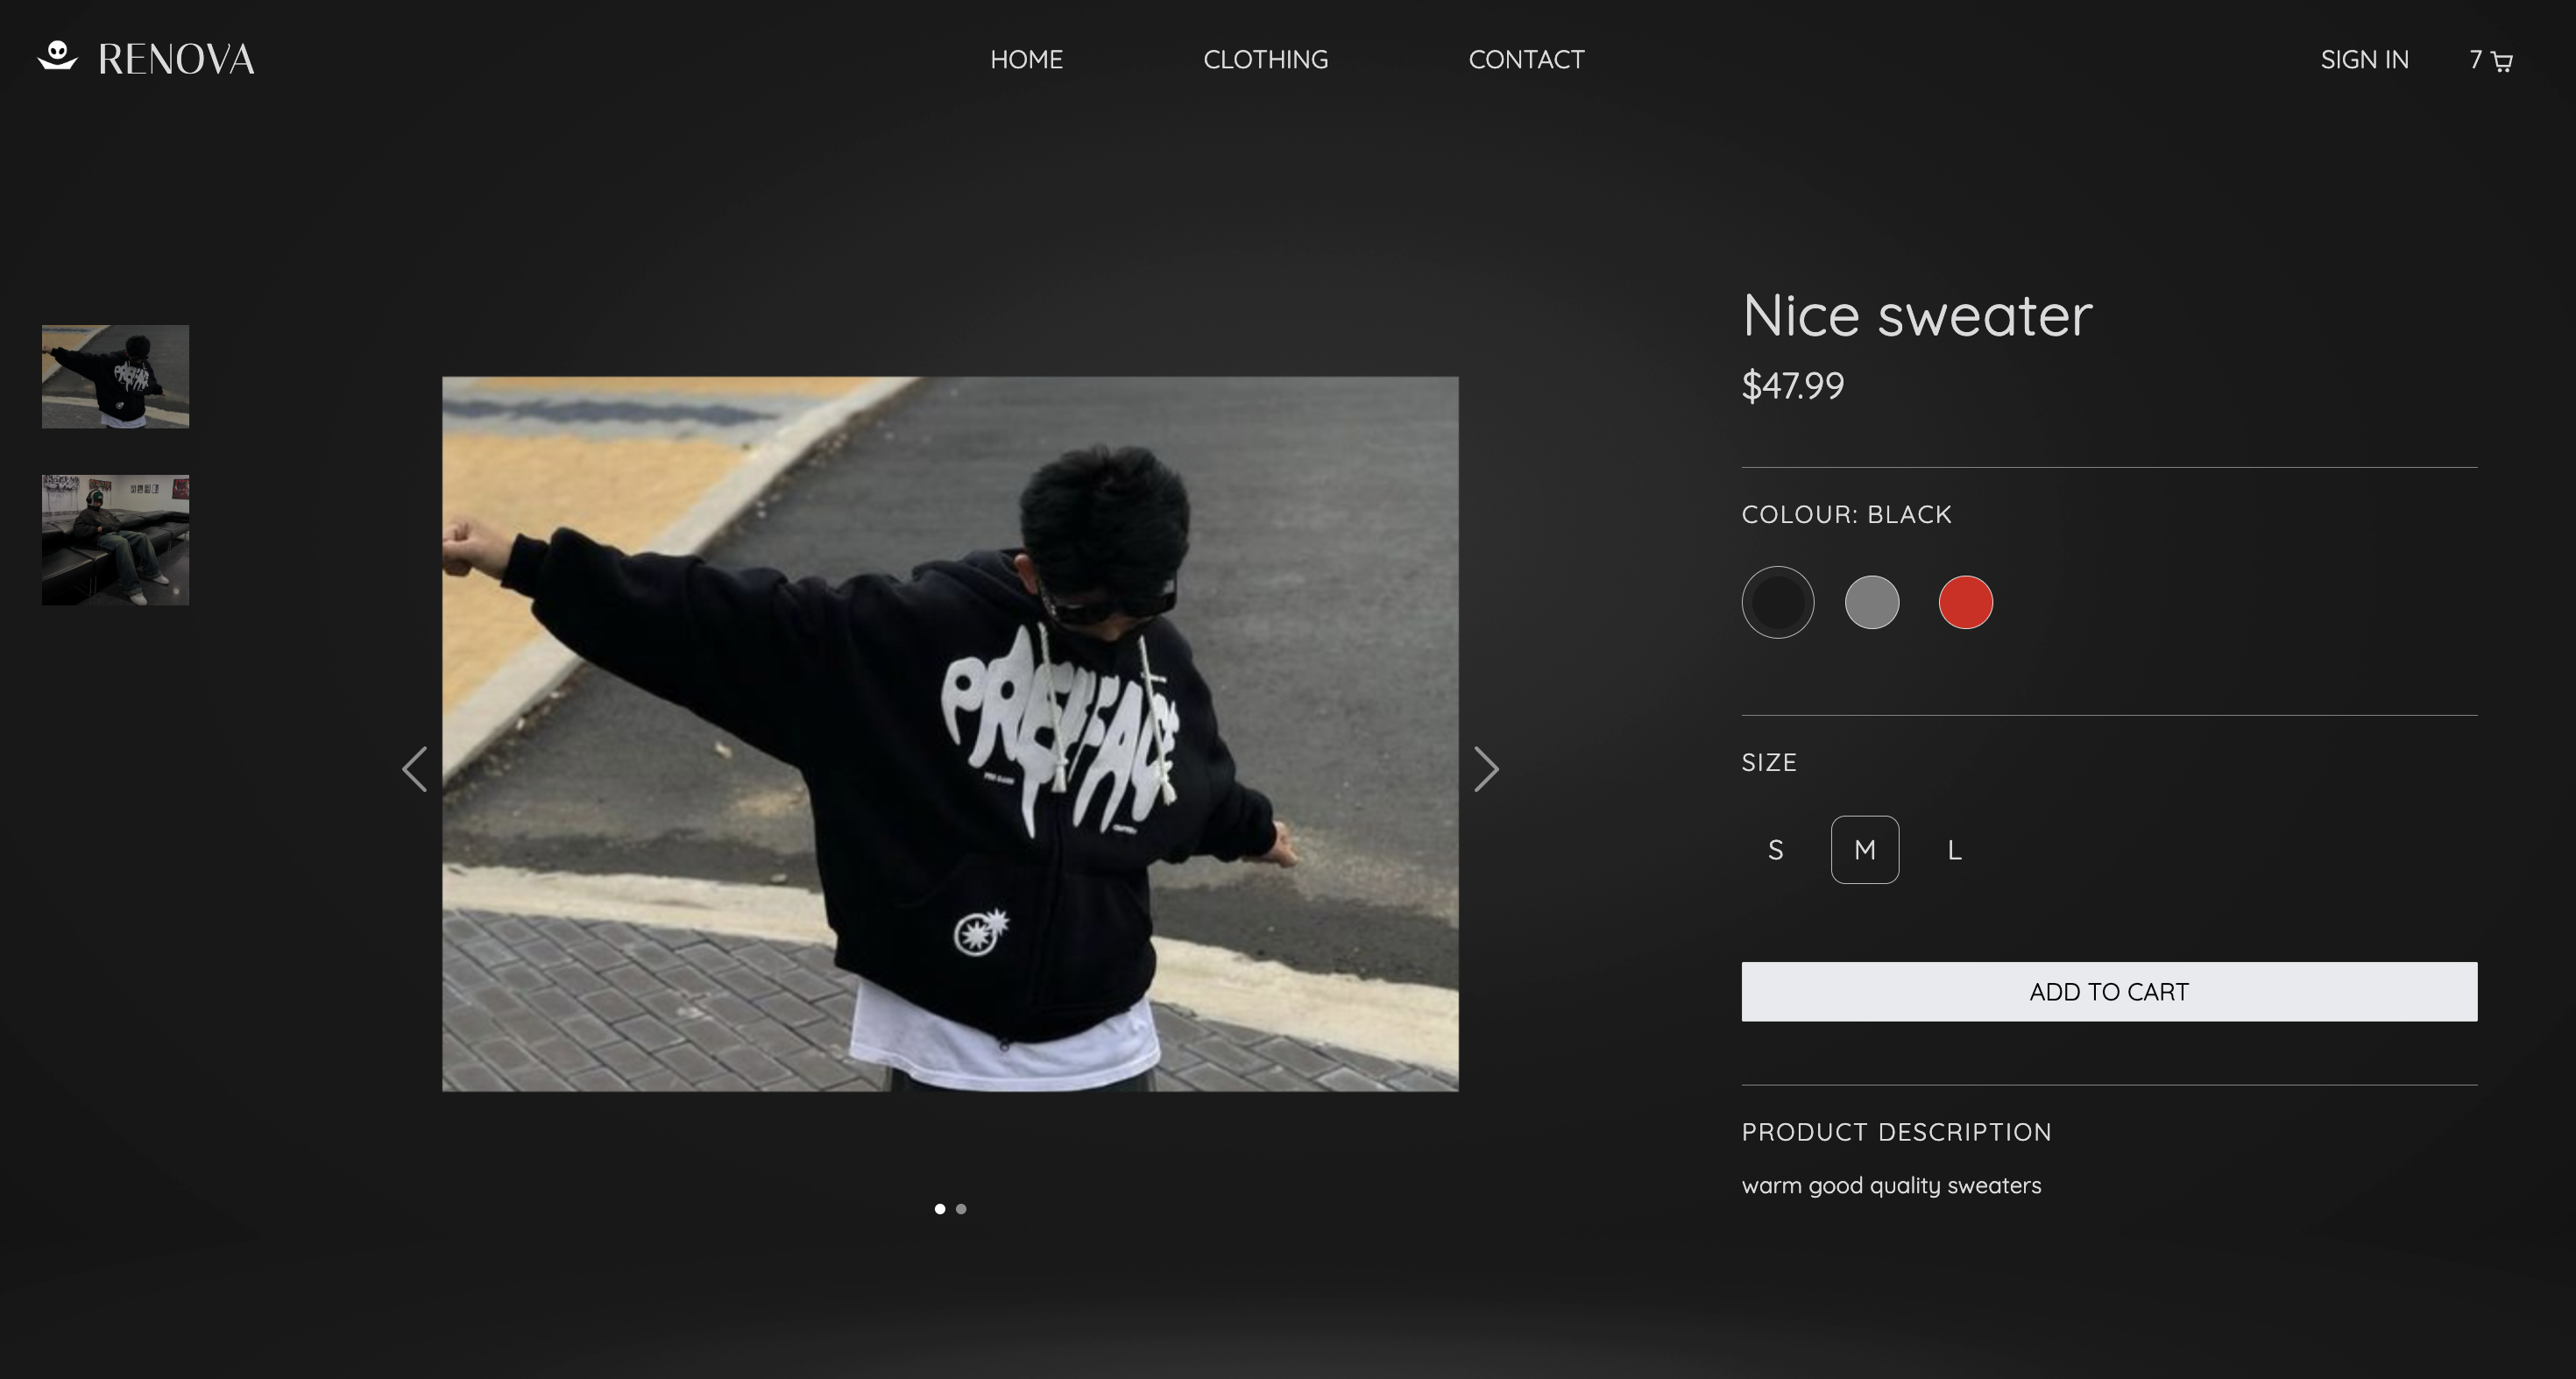 RENOVA
HOME CLOTHING CONTACT
SIGN IN 7
Nice sweater
$47.99
COLOUR: BLACK
PREFACE
SIZE
S M L
ADD TO CART
PRODUCT DESCRIPTION
warm good quality sweaters